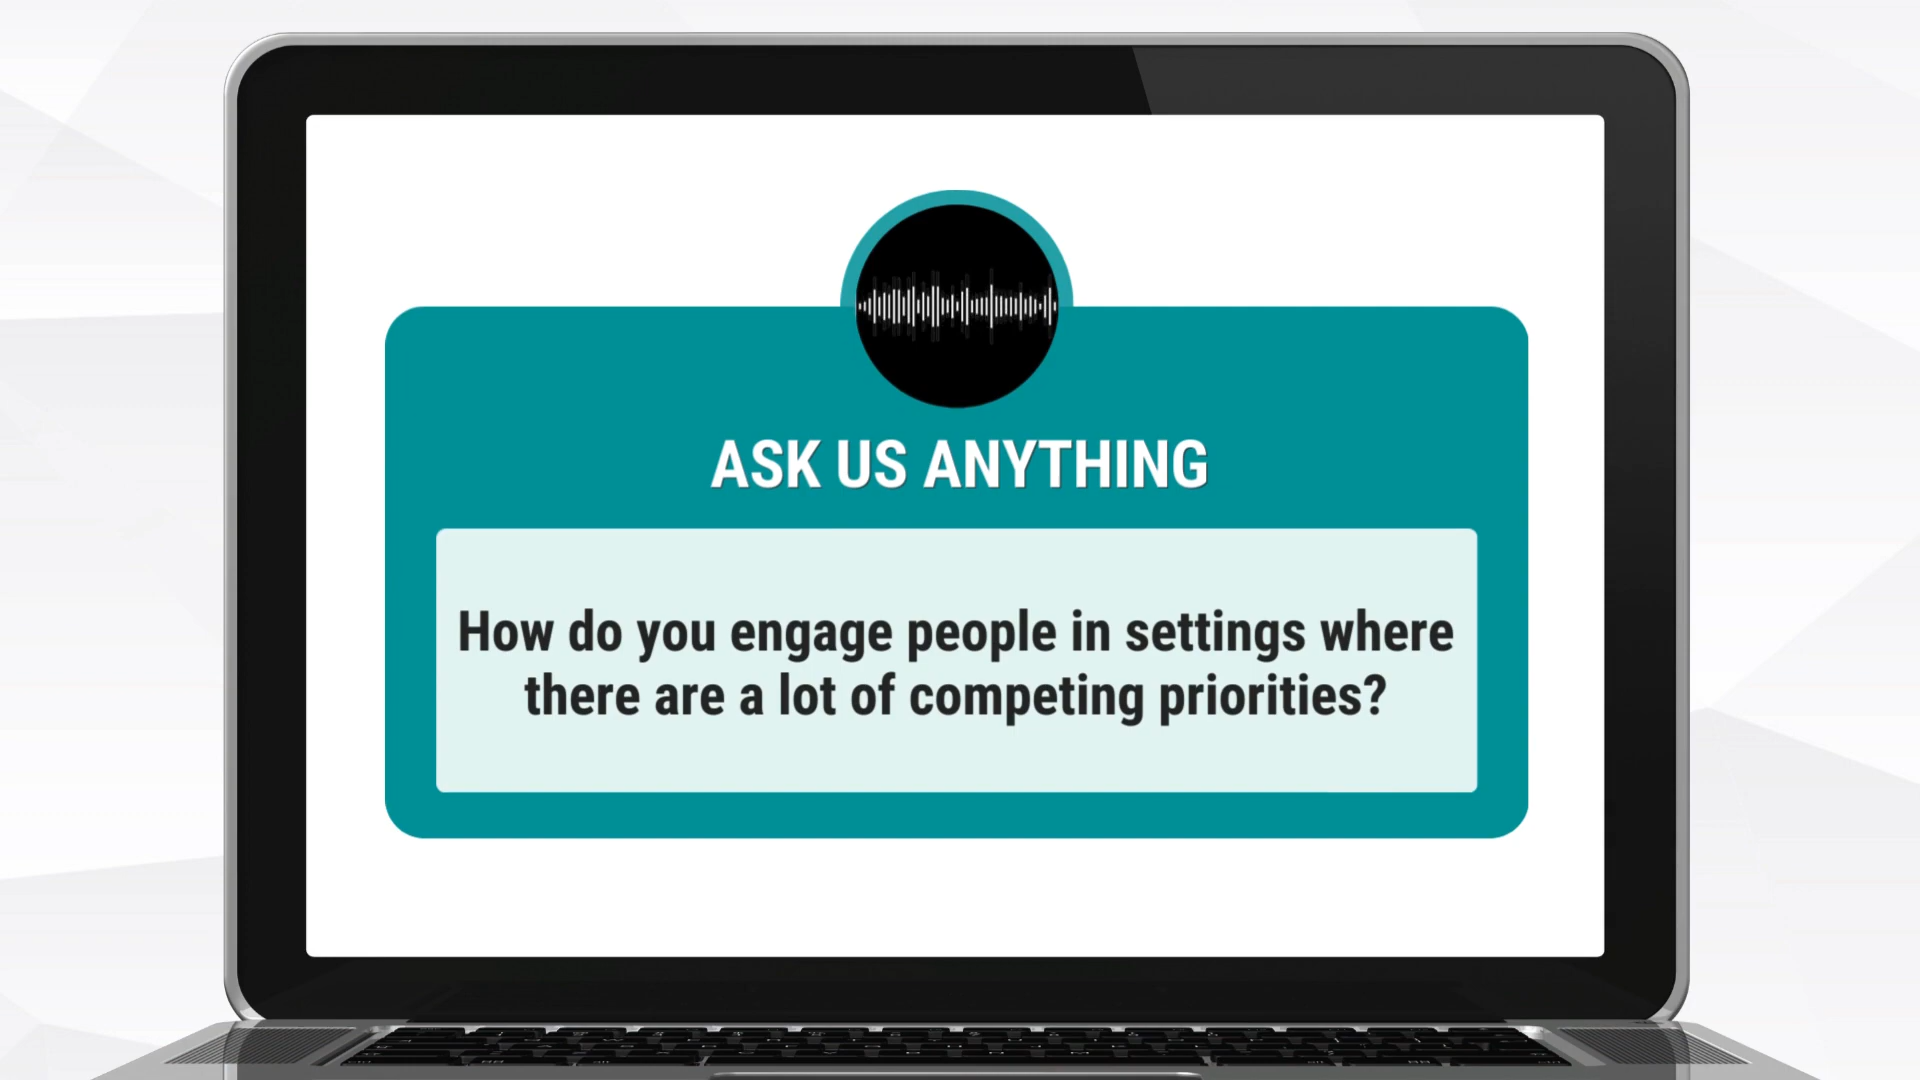 ASK US ANYTHING
How do you engage people in settings where
there are a lot of competing priorities?